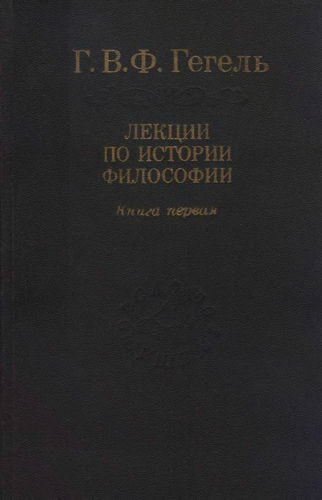 Г. В. Ф. Гегель
ЛЕКЦИИ
ПО ИСТОРИИ
ФИЛОСОФИИ
Книга первая